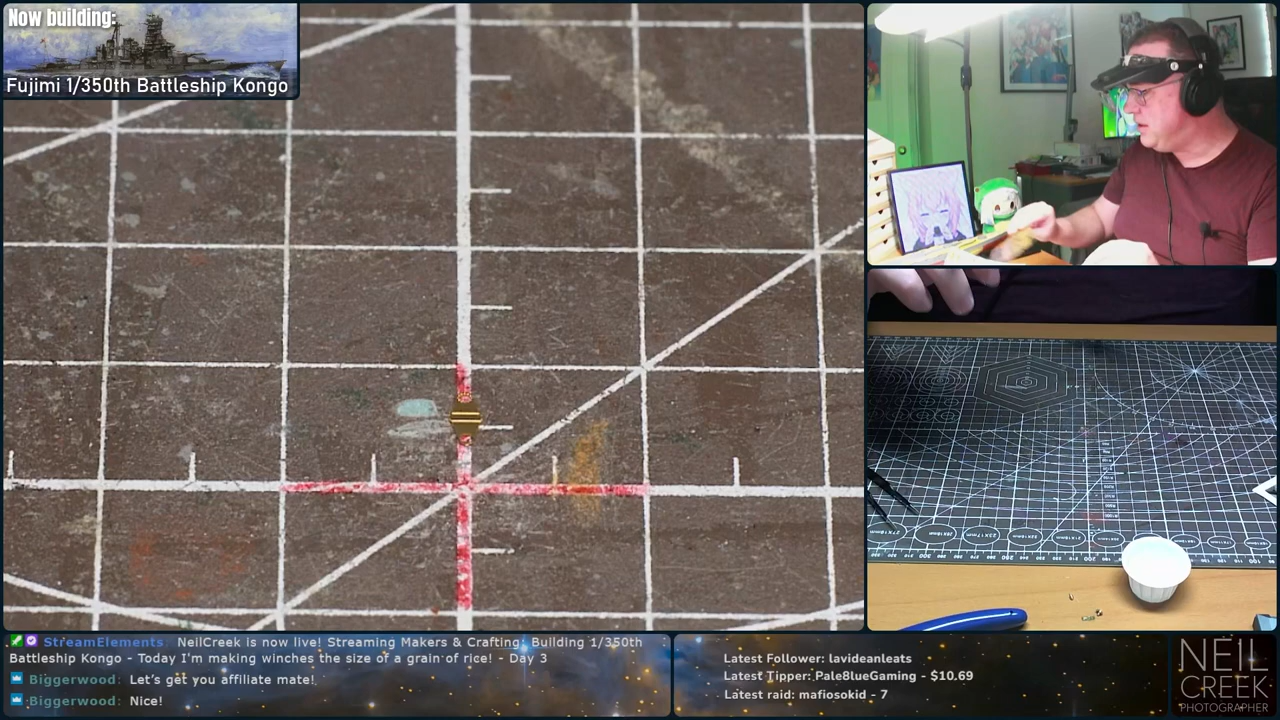 Now building:
Fujimi 1/350th Battleship Kongo
StreamElements: NeilCreek is now live! Streaming Makers & Crafting: Building 1/350th
Battleship Kongo - Today I'm making winches the size of a grain of rice! - Day 3
Biggerwood: Let's get you affiliate mate!
Biggerwood: Nice!
Latest Follower: lavideanleats
Latest Tipper: Pale8lueGaming - $10.69
Latest raid: mafiosokid - 7
NEIL
CREEK
PHOTOGRAPHER